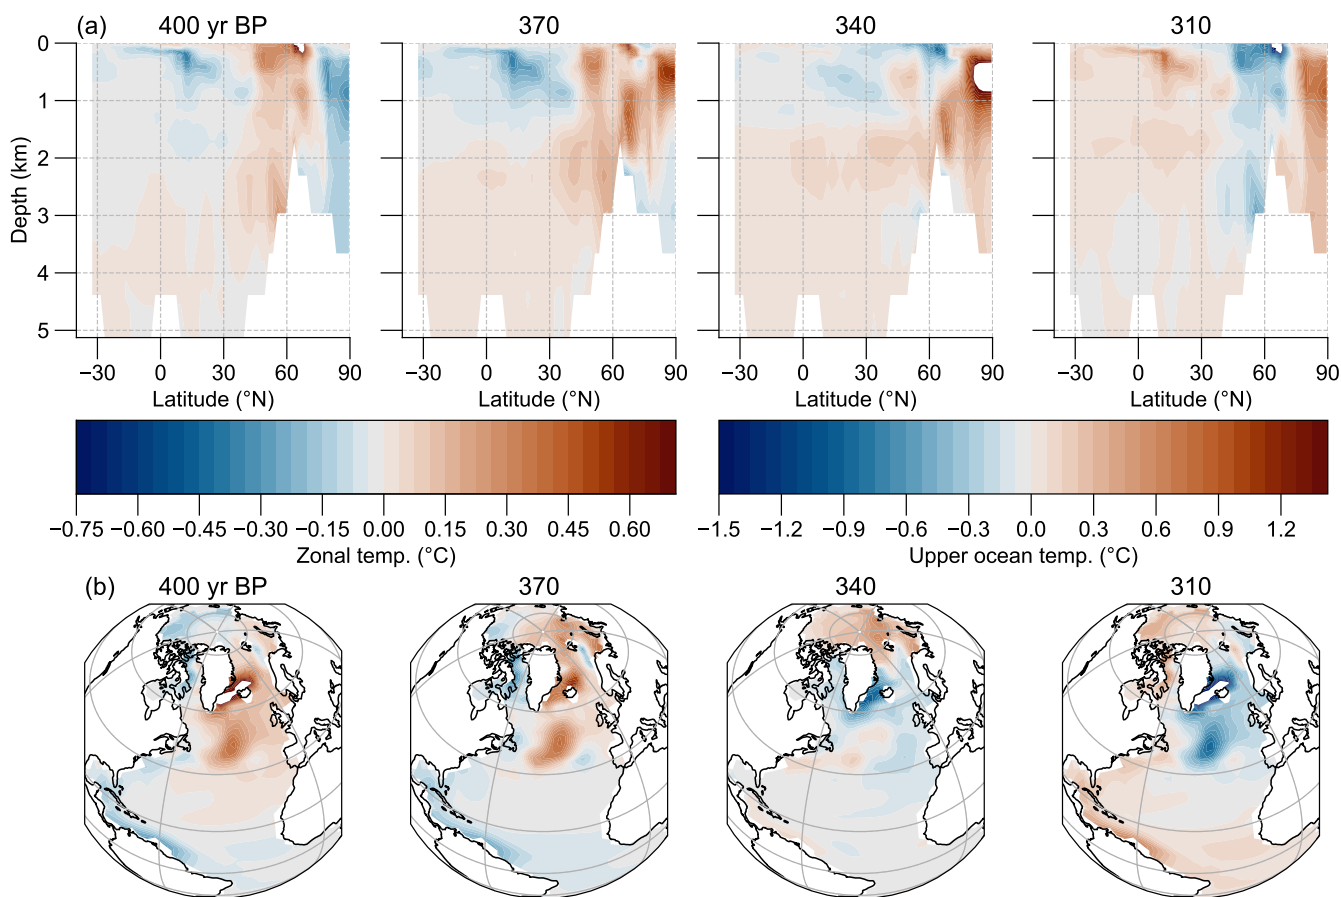 (a) 400 yr BP 370 340 310
0
1
2
3
4
5
Depth (km)
−30 0 30 60 90 −30 0 30 60 90 −30 0 30 60 90 −30 0 30 60 90
Latitude (°N) Latitude (°N) Latitude (°N) Latitude (°N)
−0.75 −0.60 −0.45 −0.30 −0.15 0.00 0.15 0.30 0.45 0.60 −1.5 −1.2 −0.9 −0.6 −0.3 0.0 0.3 0.6 0.9 1.2
Zonal temp. (°C) Upper ocean temp. (°C)
(b) 400 yr BP 370 340 310